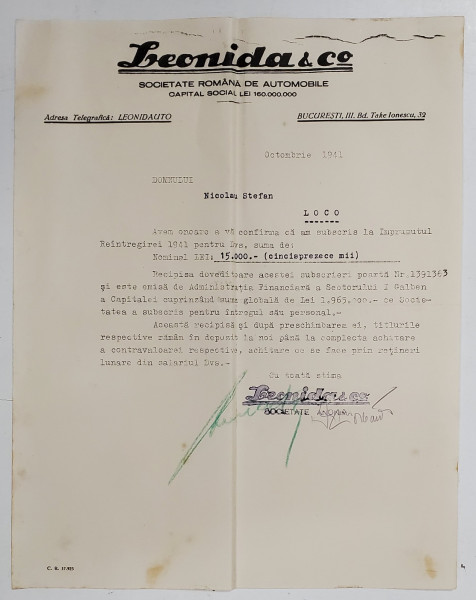 Leonida & Co
SOCIETATE ROMÂNĂ DE AUTOMOBILE
CAPITAL SOCIAL LEI 160.000.000
Adresa Telegrafică: LEONIDAUTO
BUCUREȘTI, III. Bd. Take Ionescu, 32
Octombrie 1941
DOMNULUI
Nicolau Stefan
LOCO
Avem onoare a vă confirma că am subscris la Imprumutul
Reintregirei 1941 pentru Dvs, suma de:
Nominal LEI: 15.000.- (cincisprezece mii)
Recipisa doveditoare acestei subscrieri poartă Nr.1391363
și este emisă de Administrația Financiară a Sectorului I Galben
a Capitalei cuprinzând suma globală de Lei 1.965.000.- ce Socie-
tatea a subscris pentru întregul său personal.-
Această recipisă și după preschimbarea ei, titlurile
respective rămân în depozit la noi până la complecta achitare
a contravaloarei respective, achitare ce se face prin rețineri
lunare din salariul Dvs.-
Cu toată stima
Leonida & Co
SOCIETATE
C. R. 17.923